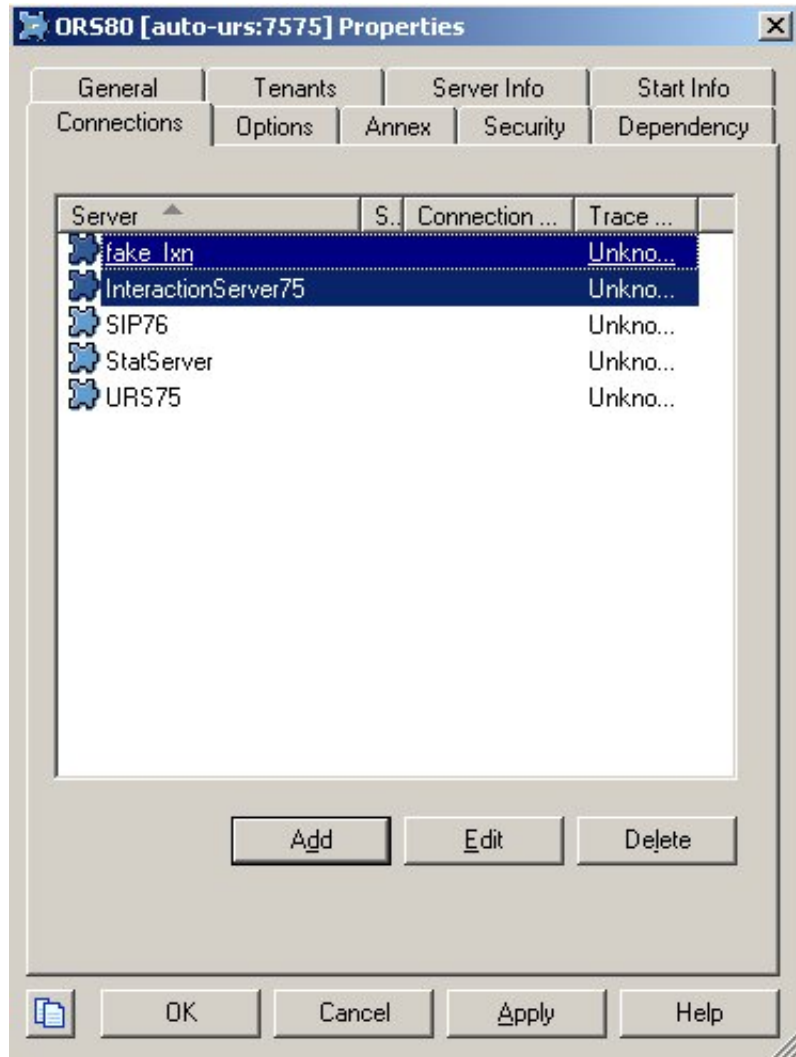 ORS80 [auto-urs:7575] Properties
General Tenants Server Info Start Info
Connections Options Annex Security Dependency
Server S.. Connection ... Trace ...
fake_Ixn Unkno...
InteractionServer75 Unkno...
SIP76 Unkno...
StatServer Unkno...
URS75 Unkno...
Add Edit Delete
OK Cancel Apply Help